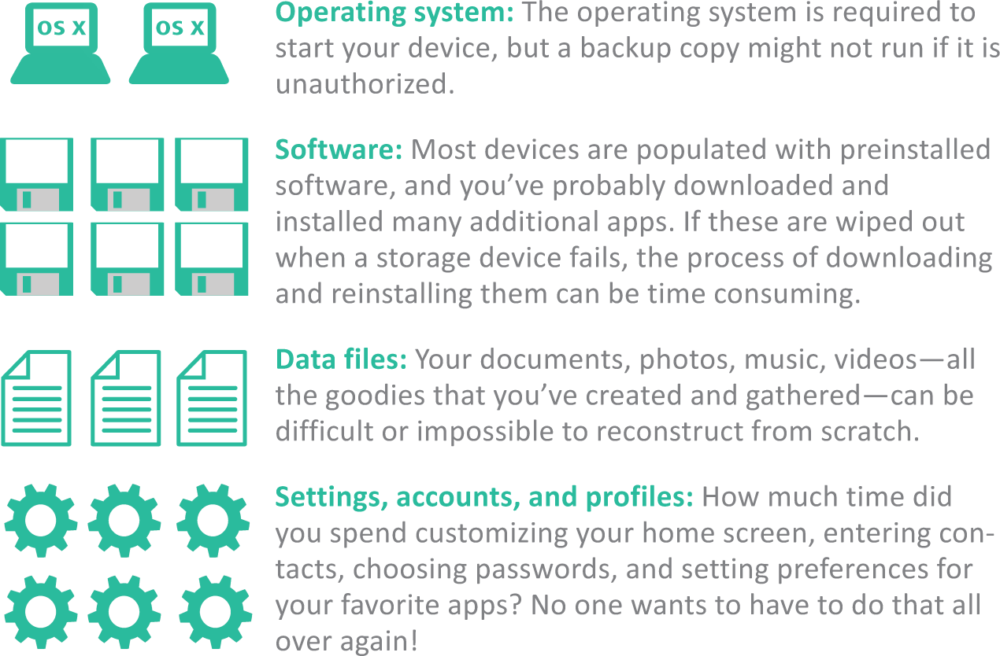 OS X OS X
Operating system: The operating system is required to
start your device, but a backup copy might not run if it is
unauthorized.
Software: Most devices are populated with preinstalled
software, and you’ve probably downloaded and
installed many additional apps. If these are wiped out
when a storage device fails, the process of downloading
and reinstalling them can be time consuming.
Data files: Your documents, photos, music, videos—all
the goodies that you’ve created and gathered—can be
difficult or impossible to reconstruct from scratch.
Settings, accounts, and profiles: How much time did
you spend customizing your home screen, entering con-
tacts, choosing passwords, and setting preferences for
your favorite apps? No one wants to have to do that all
over again!